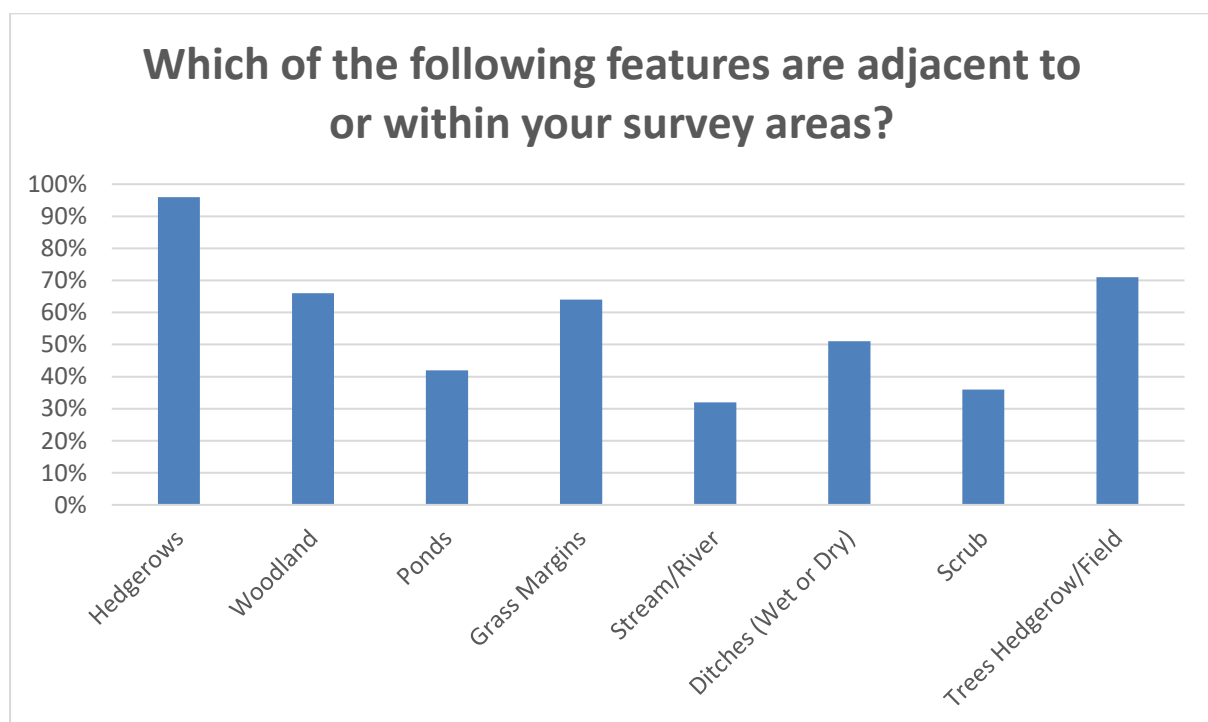 Which of the following features are adjacent to
or within your survey areas?
100%
90%
80%
70%
60%
50%
40%
30%
20%
10%
0%
Hedgerows
Woodland
Ponds
Grass Margins
Stream/River
Ditches (Wet or Dry)
Scrub
Trees Hedgerow/Field